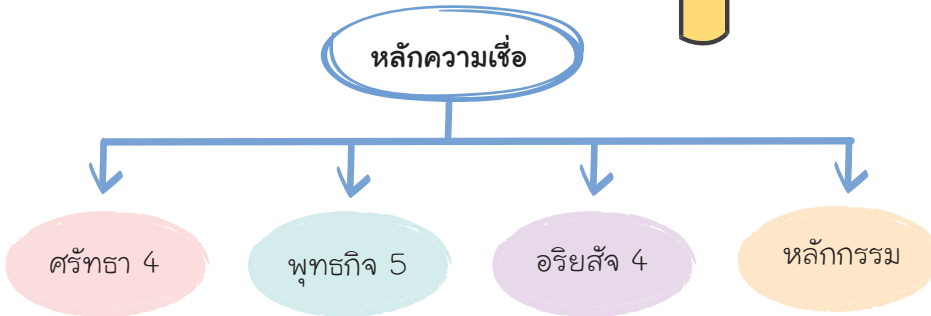 หลักความเชื่อ
ศรัทธา 4
พุทธกิจ 5
อริยสัจ 4
หลักกรรม